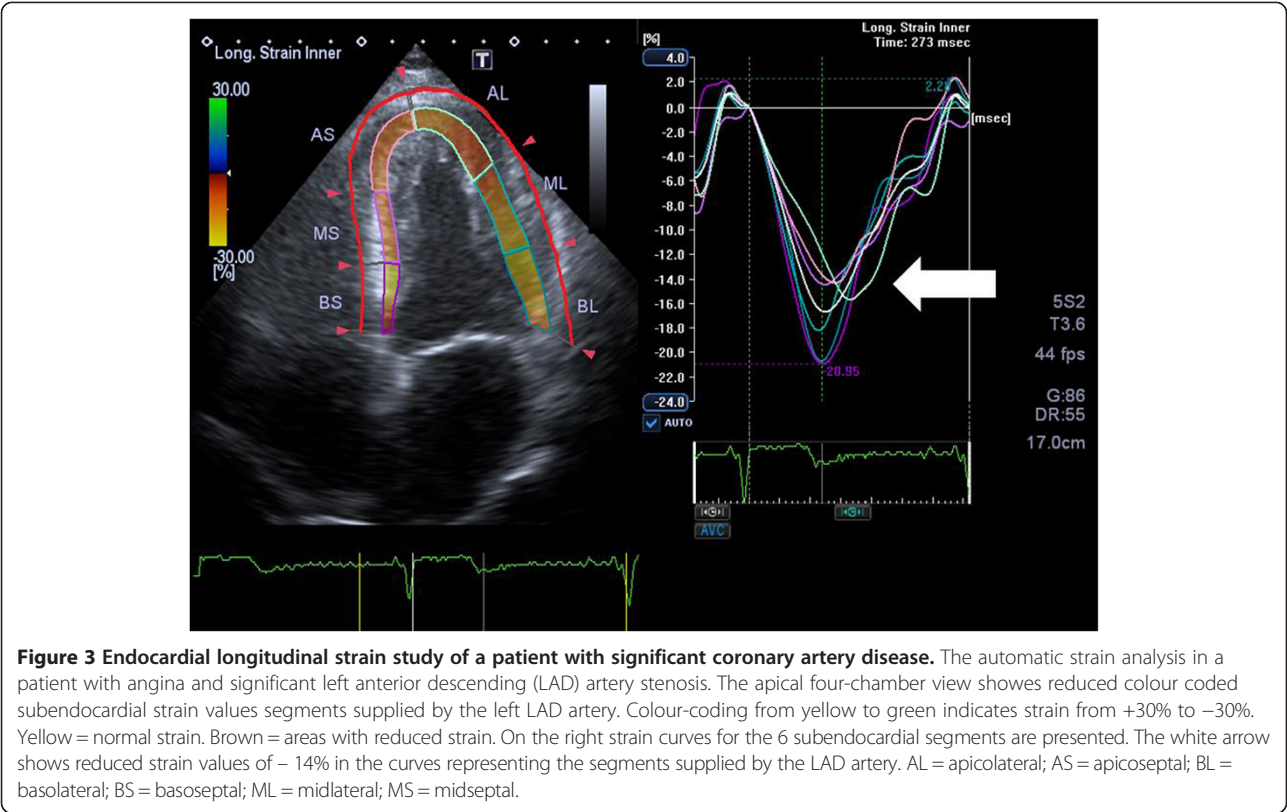 Long. Strain Inner
T
30.00
-30.00
[%]
AL
AS
ML
MS
BS
BL
Long. Strain Inner
Time: 273 msec
[%]
4.0
2.0
0.0
-2.0
-4.0
-6.0
-8.0
-10.0
-12.0
-14.0
-16.0
-18.0
-20.0
-22.0
-24.0
AUTO
[msec]
-20.95
AVC
5S2
T3.6
44 fps
G:86
DR:55
17.0cm
Figure 3 Endocardial longitudinal strain study of a patient with significant coronary artery disease. The automatic strain analysis in a
patient with angina and significant left anterior descending (LAD) artery stenosis. The apical four-chamber view showes reduced colour coded
subendocardial strain values segments supplied by the left LAD artery. Colour-coding from yellow to green indicates strain from +30% to −30%.
Yellow = normal strain. Brown = areas with reduced strain. On the right strain curves for the 6 subendocardial segments are presented. The white arrow
shows reduced strain values of – 14% in the curves representing the segments supplied by the LAD artery. AL = apicolateral; AS = apicoseptal; BL =
basolateral; BS = basoseptal; ML = midlateral; MS = midseptal.